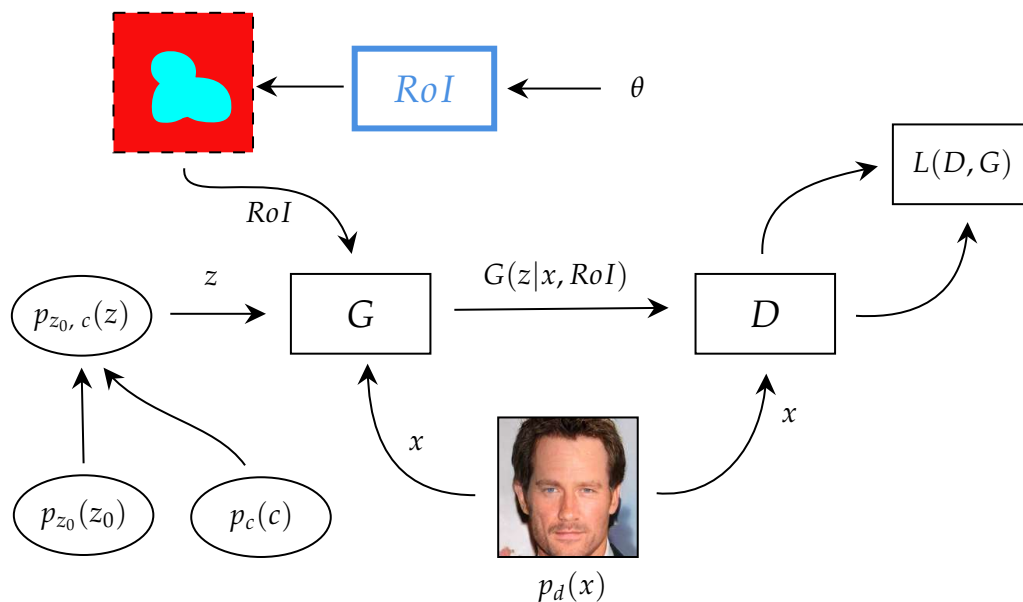 RoI
θ
L(D, G)
RoI
z
G(z|x, RoI)
p_{z_0, c}(z)
G
D
x
x
p_{z_0}(z_0)
p_c(c)
p_d(x)